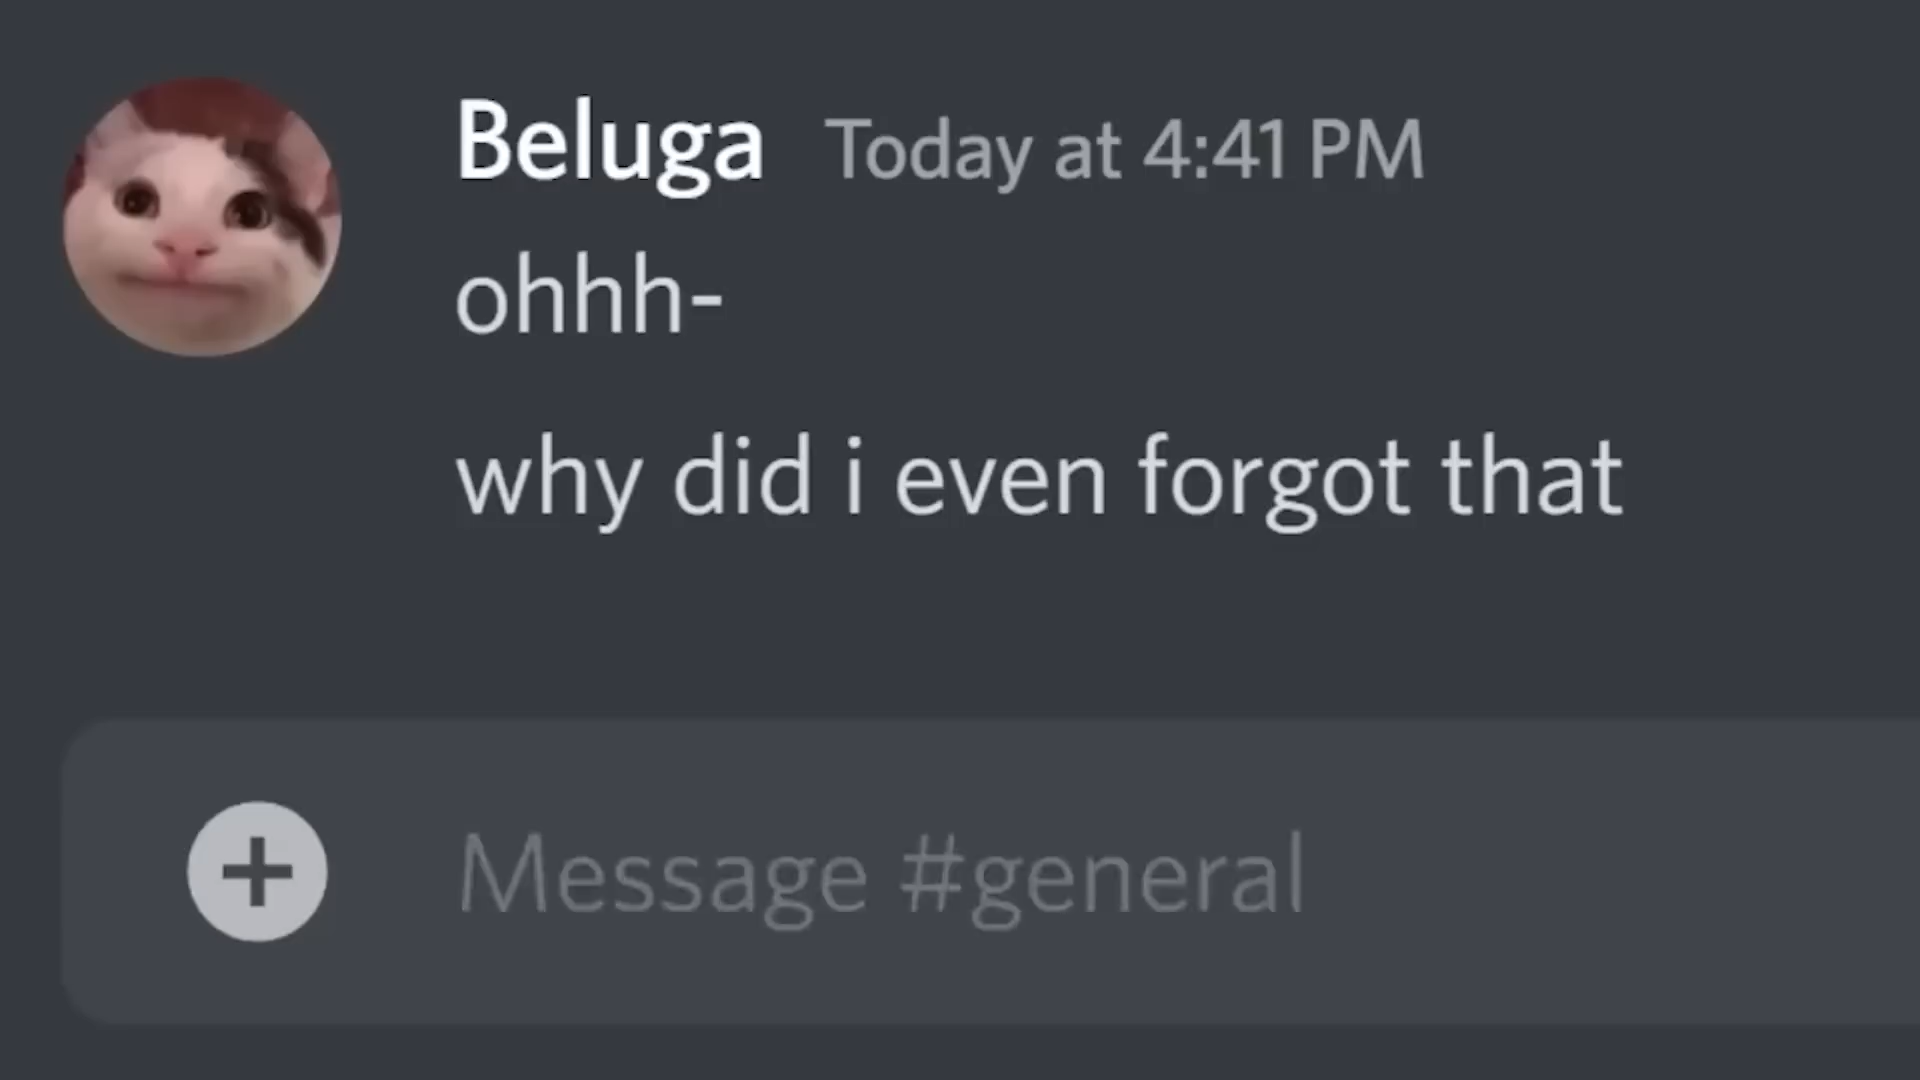 Beluga Today at 4:41 PM
ohhh-
why did i even forgot that
Message #general